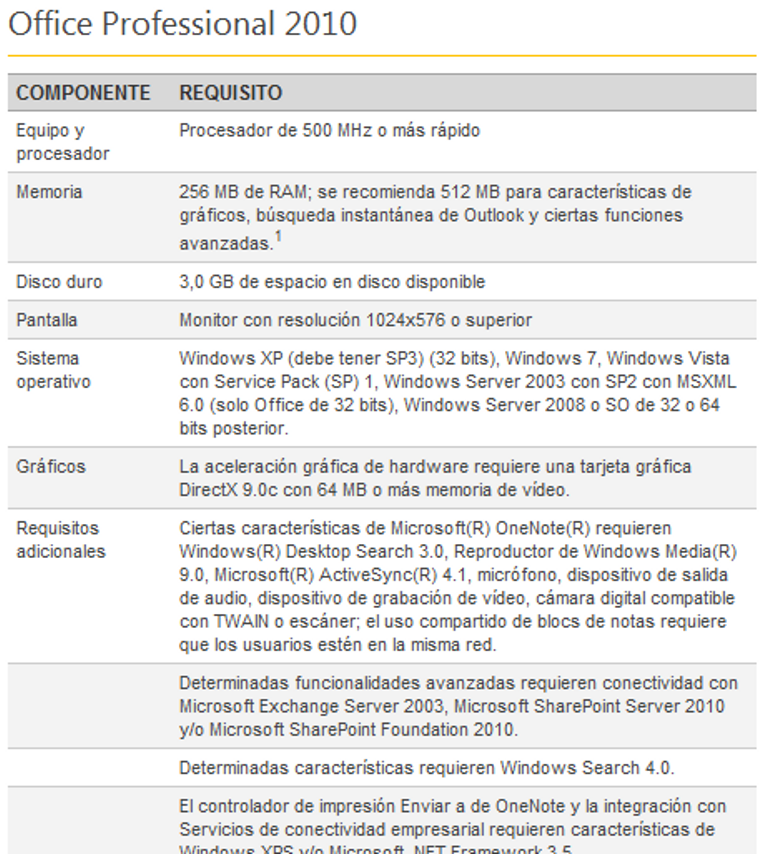 Office Professional 2010
COMPONENTE REQUISITO
Equipo y procesador
Procesador de 500 MHz o más rápido
Memoria
256 MB de RAM; se recomienda 512 MB para características de
gráficos, búsqueda instantánea de Outlook y ciertas funciones
avanzadas.1
Disco duro
3,0 GB de espacio en disco disponible
Pantalla
Monitor con resolución 1024x576 o superior
Sistema
operativo
Windows XP (debe tener SP3) (32 bits), Windows 7, Windows Vista
con Service Pack (SP) 1, Windows Server 2003 con SP2 con MSXML
6.0 (solo Office de 32 bits), Windows Server 2008 o SO de 32 o 64
bits posterior.
Gráficos
La aceleración gráfica de hardware requiere una tarjeta gráfica
DirectX 9.0c con 64 MB o más memoria de vídeo.
Requisitos
adicionales
Ciertas características de Microsoft(R) OneNote(R) requieren
Windows(R) Desktop Search 3.0, Reproductor de Windows Media(R)
9.0, Microsoft(R) ActiveSync(R) 4.1, micrófono, dispositivo de salida
de audio, dispositivo de grabación de vídeo, cámara digital compatible
con TWAIN o escáner; el uso compartido de blocs de notas requiere
que los usuarios estén en la misma red.
Determinadas funcionalidades avanzadas requieren conectividad con
Microsoft Exchange Server 2003, Microsoft SharePoint Server 2010
y/o Microsoft SharePoint Foundation 2010.
Determinadas características requieren Windows Search 4.0.
El controlador de impresión Enviar a de OneNote y la integración con
Servicios de conectividad empresarial requieren características de
Windows XPS y/o Microsoft .NET Framework 3.5